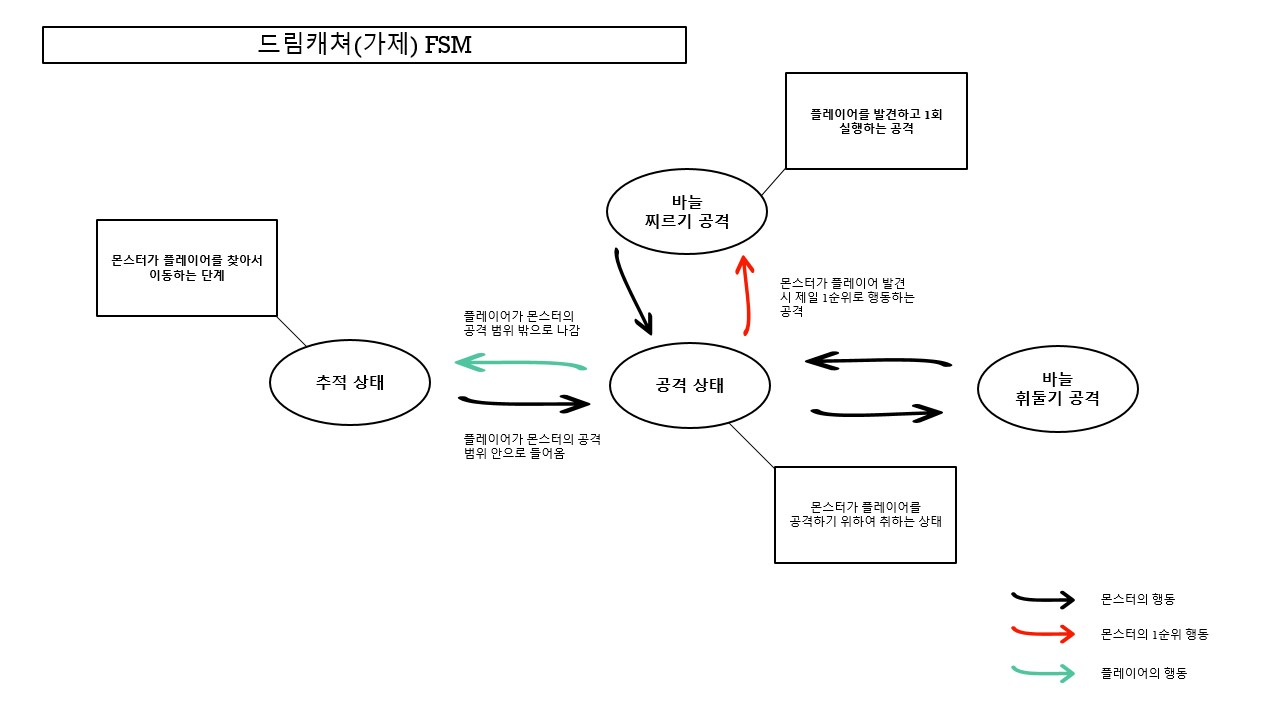 드림캐쳐(가제) FSM
플레이어를 발견하고 1회
실행하는 공격
바늘
찌르기 공격
몬스터가 플레이어를 찾아서
이동하는 단계
몬스터가 플레이어 발견
시 제일 1순위로 행동하는
공격
플레이어가 몬스터의
공격 범위 밖으로 나감
추적 상태
공격 상태
바늘
휘둘기 공격
플레이어가 몬스터의 공격
범위 안으로 들어옴
몬스터가 플레이어를
공격하기 위하여 취하는 상태
몬스터의 행동
몬스터의 1순위 행동
플레이어의 행동